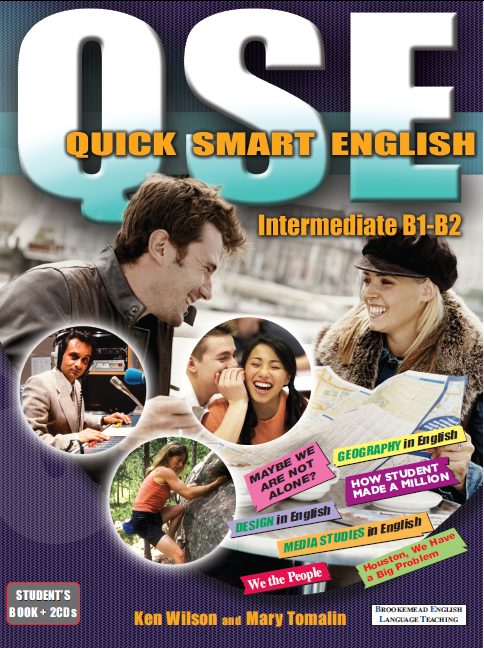 QSE
QUICK SMART ENGLISH
Intermediate B1-B2
GEOGRAPHY in English
MAYBE WE
ARE NOT
ALONE?
HOW STUDENT
MADE A MILLION
DESIGN in English
MEDIA STUDIES in English
Houston, We Have
a Big Problem
We the People
STUDENT'S
BOOK + 2CDs
Ken Wilson and Mary Tomalin
BROOKEMEAD ENGLISH
LANGUAGE TEACHING